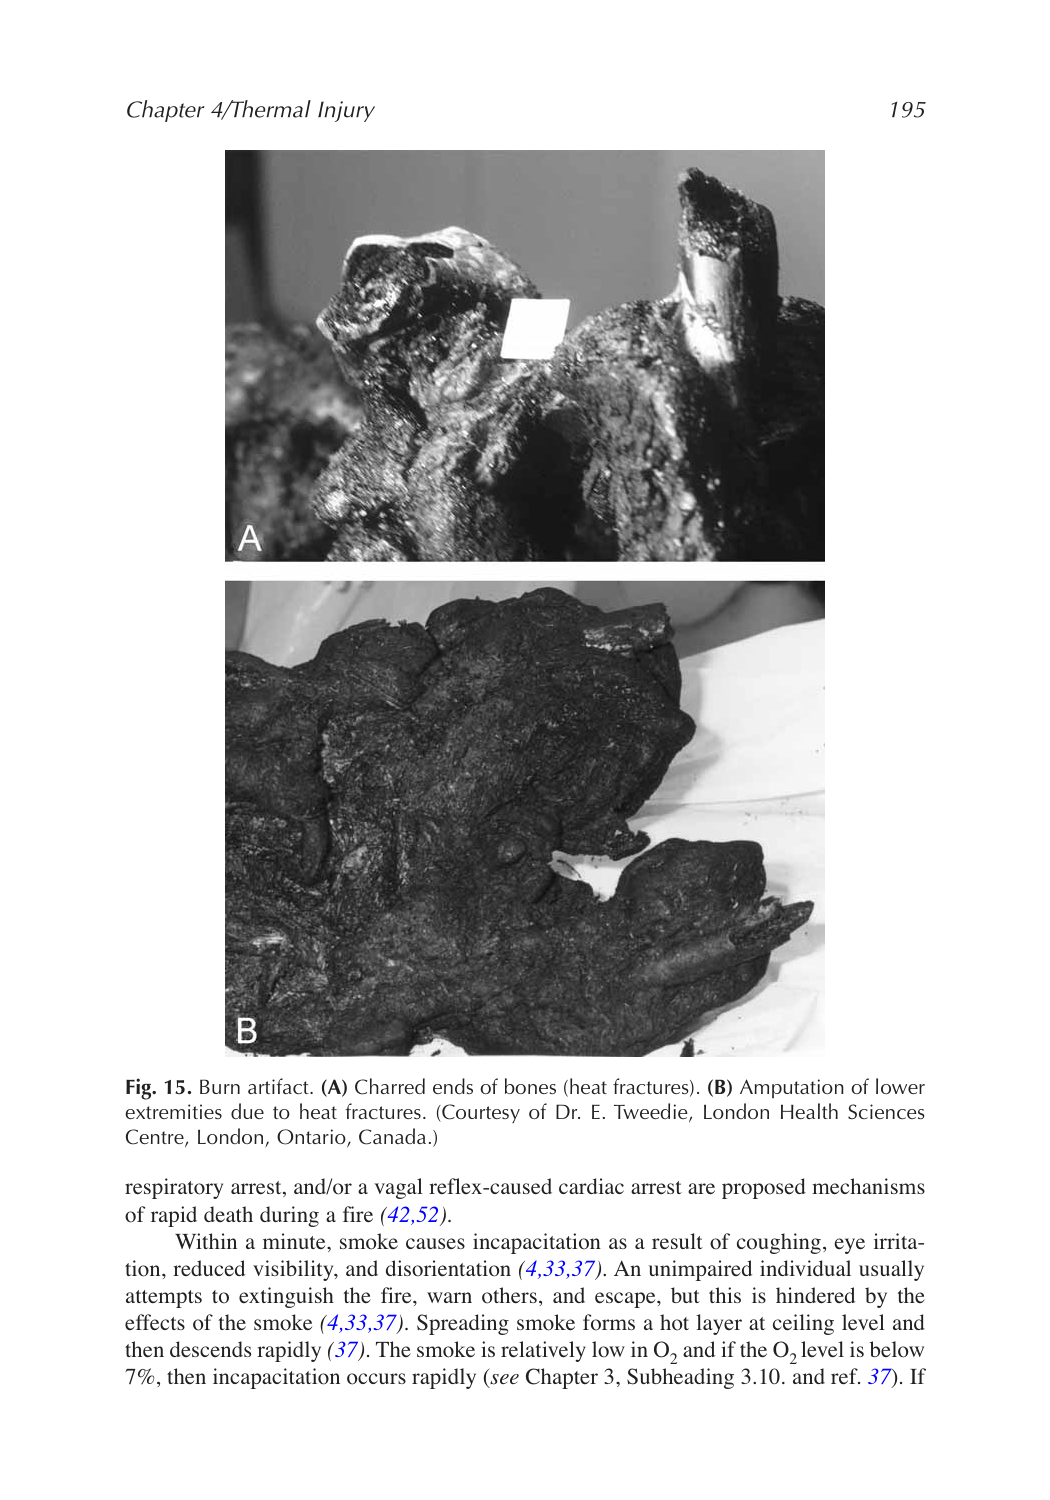 Chapter 4/Thermal Injury 195
A
B
Fig. 15. Burn artifact. (A) Charred ends of bones (heat fractures). (B) Amputation of lower
extremities due to heat fractures. (Courtesy of Dr. E. Tweedie, London Health Sciences
Centre, London, Ontario, Canada.)
respiratory arrest, and/or a vagal reflex-caused cardiac arrest are proposed mechanisms
of rapid death during a fire (42,52).
Within a minute, smoke causes incapacitation as a result of coughing, eye irrita-
tion, reduced visibility, and disorientation (4,33,37). An unimpaired individual usually
attempts to extinguish the fire, warn others, and escape, but this is hindered by the
effects of the smoke (4,33,37). Spreading smoke forms a hot layer at ceiling level and
then descends rapidly (37). The smoke is relatively low in O2 and if the O2 level is below
7%, then incapacitation occurs rapidly (see Chapter 3, Subheading 3.10. and ref. 37). If